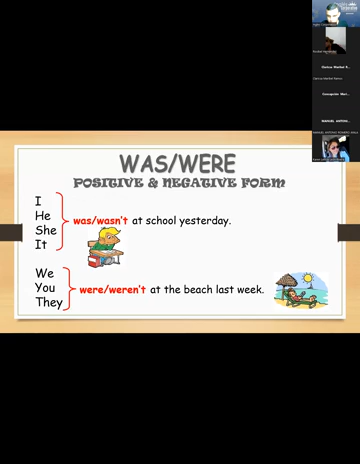 WAS/WERE
POSITIVE & NEGATIVE FORM
I
He
She
It
was/wasn't at school yesterday.
We
You
They
were/weren't at the beach last week.